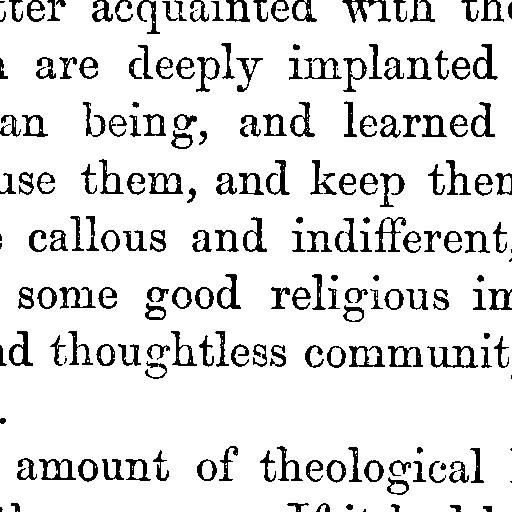 tter acquainted with the
are deeply implanted
an being, and learned
use them, and keep them
callous and indifferent,
some good religious im
nd thoughtless communit
.
amount of theological